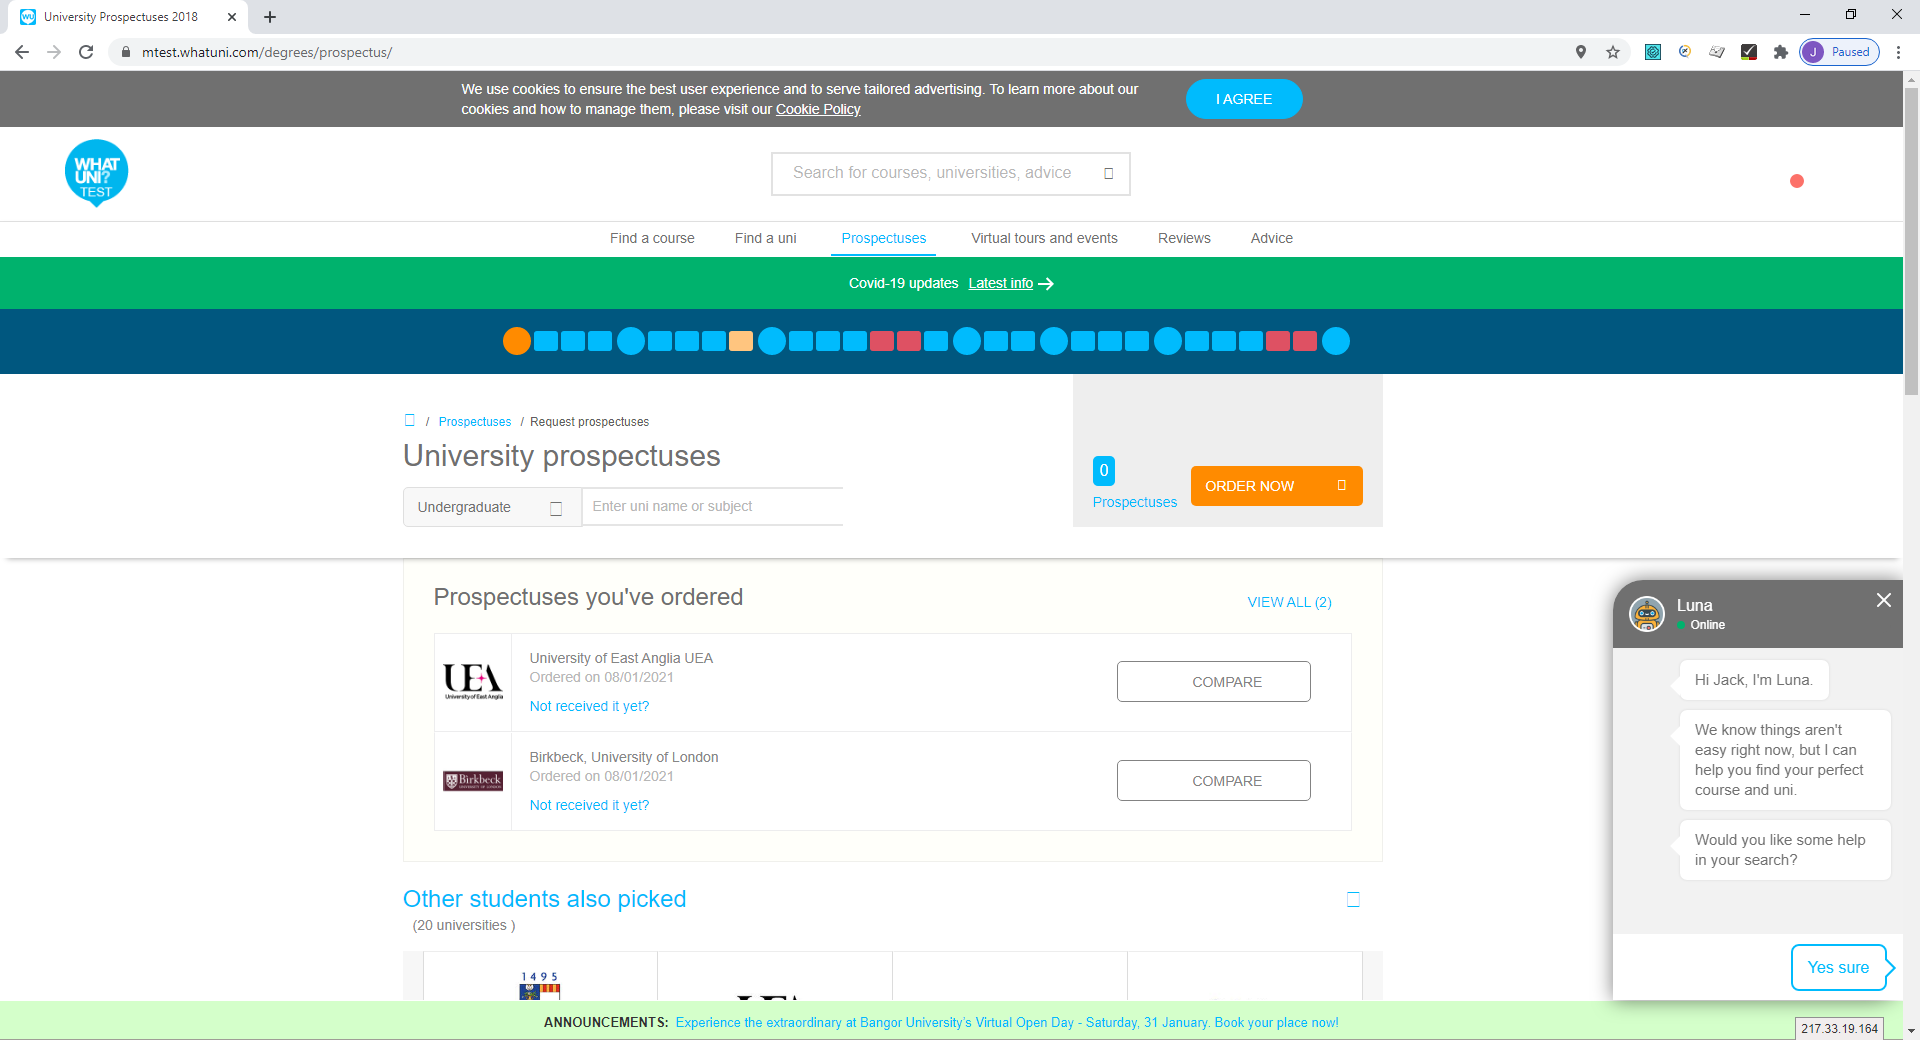 University Prospectuses 2018
mtest.whatuni.com/degrees/prospectus/
J Paused
We use cookies to ensure the best user experience and to serve tailored advertising. To learn more about our
cookies and how to manage them, please visit our Cookie Policy
I AGREE
WHAT
UNI?
TEST
Search for courses, universities, advice
Find a course Find a uni Prospectuses Virtual tours and events Reviews Advice
Covid-19 updates Latest info
/ Prospectuses / Request prospectuses
University prospectuses
Undergraduate Enter uni name or subject
0
Prospectuses
ORDER NOW
Prospectuses you've ordered
VIEW ALL (2)
UEA
University of East Anglia
University of East Anglia UEA
Ordered on 08/01/2021
Not received it yet?
COMPARE
Birkbeck
UNIVERSITY OF LONDON
Birkbeck, University of London
Ordered on 08/01/2021
Not received it yet?
COMPARE
Other students also picked
(20 universities )
1495
UEA
Luna
Online
Hi Jack, I'm Luna.
We know things aren't
easy right now, but I can
help you find your perfect
course and uni.
Would you like some help
in your search?
Yes sure
ANNOUNCEMENTS: Experience the extraordinary at Bangor University's Virtual Open Day - Saturday, 31 January. Book your place now!
217.33.19.164